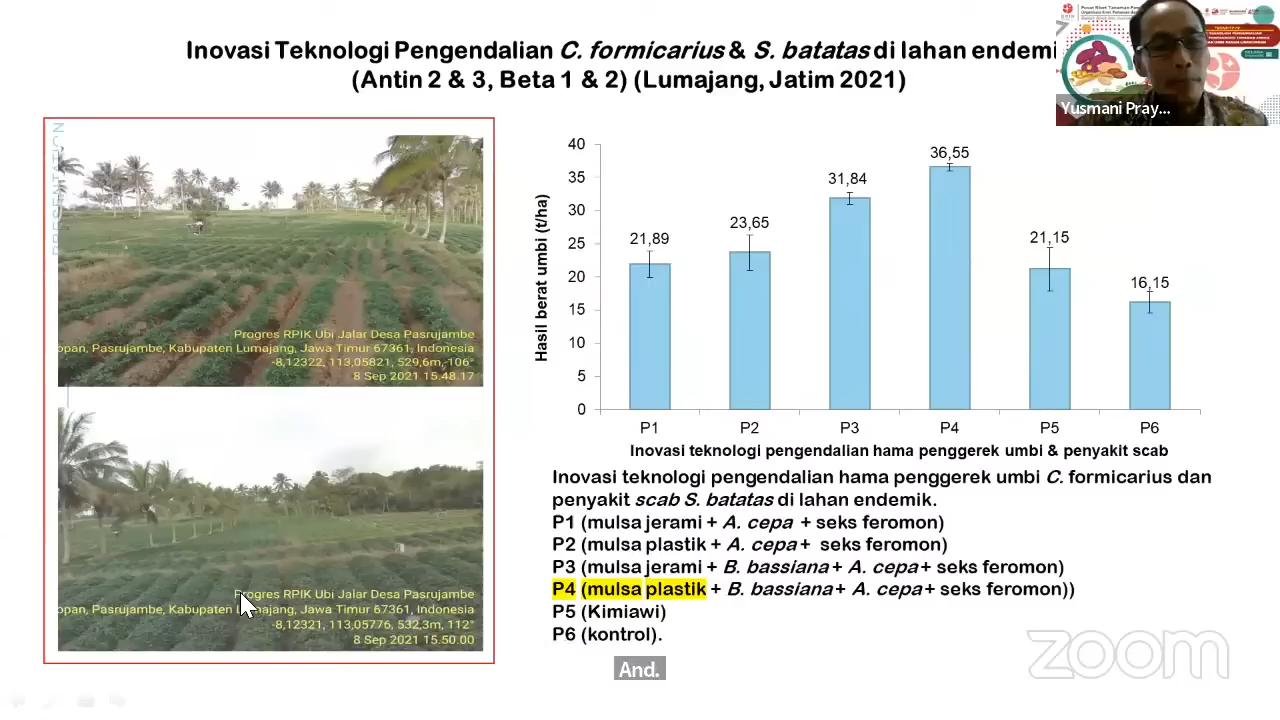 Inovasi Teknologi Pengendalian C. formicarius & S. batatas di lahan endemi
(Antin 2 & 3, Beta 1 & 2) (Lumajang, Jatim 2021)
Yusmani Pray...
PRESENTATION
Progres RPIK Ubi Jalar Desa Pasrujambe
opan, Pasrujambe, Kabupaten Lumajang, Jawa Timur 67361, Indonesia
-8,12322, 113,05821, 529,6m, 106°
8 Sep 2021 15.48.17
Progres RPIK Ubi Jalar Desa Pasrujambe
opan, Pasrujambe, Kabupaten Lumajang, Jawa Timur 67361, Indonesia
-8,12321, 113,05776, 532,3m, 112°
8 Sep 2021 15.50.00
Hasil berat umbi (t/ha)
40
35
30
25
20
15
10
5
0
21,89
23,65
31,84
36,55
21,15
16,15
P1 P2 P3 P4 P5 P6
Inovasi teknologi pengendalian hama penggerek umbi & penyakit scab
Inovasi teknologi pengendalian hama penggerek umbi C. formicarius dan
penyakit scab S. batatas di lahan endemik.
P1 (mulsa jerami + A. cepa + seks feromon)
P2 (mulsa plastik + A. cepa + seks feromon)
P3 (mulsa jerami + B. bassiana + A. cepa + seks feromon)
P4 (mulsa plastik + B. bassiana + A. cepa + seks feromon))
P5 (Kimiawi)
P6 (kontrol).
And.
zoom